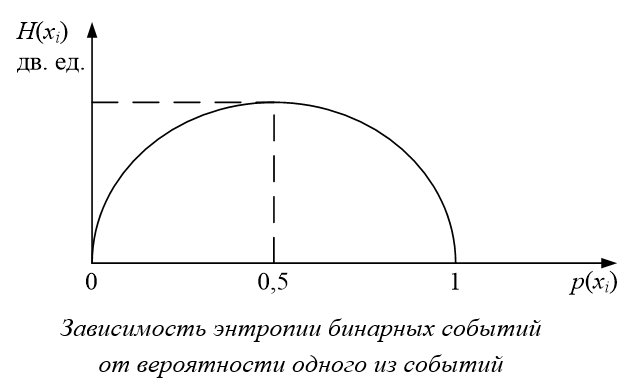 H(xᵢ)
дв. ед.
0
0,5
1
p(xᵢ)
Зависимость энтропии бинарных событий
от вероятности одного из событий